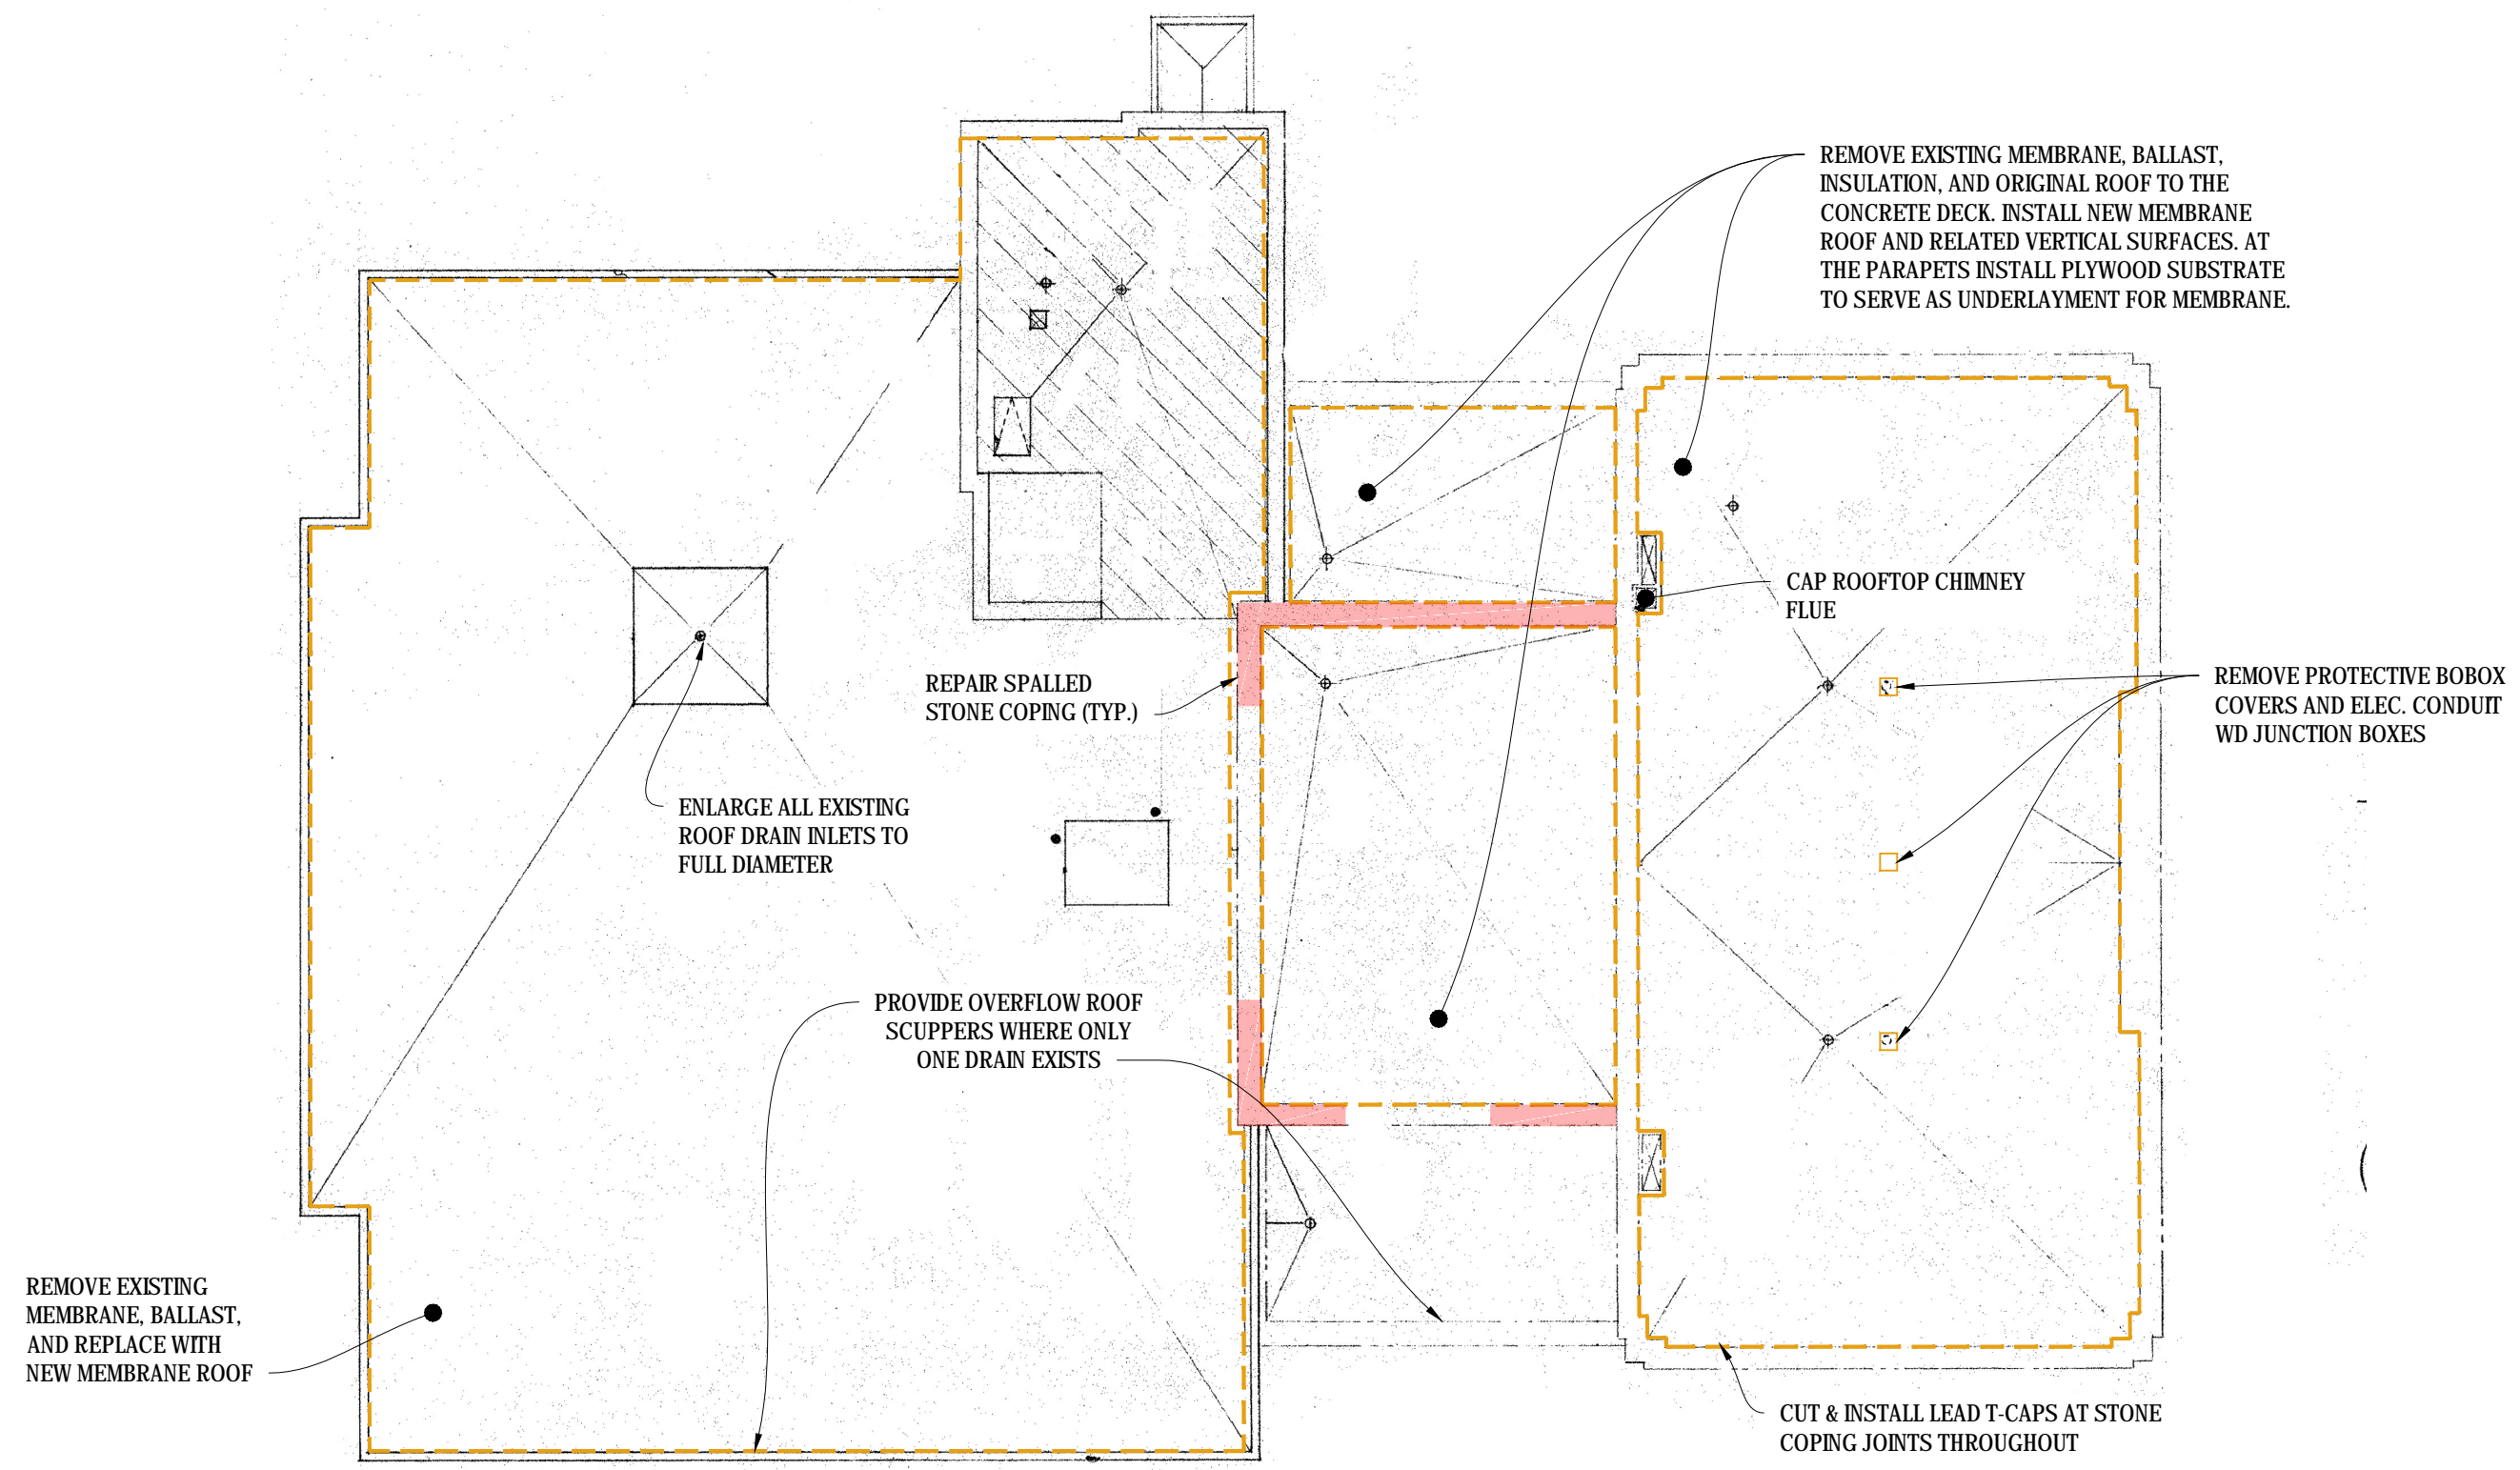 REMOVE EXISTING MEMBRANE, BALLAST,
INSULATION, AND ORIGINAL ROOF TO THE
CONCRETE DECK. INSTALL NEW MEMBRANE
ROOF AND RELATED VERTICAL SURFACES. AT
THE PARAPETS INSTALL PLYWOOD SUBSTRATE
TO SERVE AS UNDERLAYMENT FOR MEMBRANE.
CAP ROOFTOP CHIMNEY
FLUE
REPAIR SPALLED
STONE COPING (TYP.)
REMOVE PROTECTIVE BOBOX
COVERS AND ELEC. CONDUIT
WD JUNCTION BOXES
ENLARGE ALL EXISTING
ROOF DRAIN INLETS TO
FULL DIAMETER
PROVIDE OVERFLOW ROOF
SCUPPERS WHERE ONLY
ONE DRAIN EXISTS
REMOVE EXISTING
MEMBRANE, BALLAST,
AND REPLACE WITH
NEW MEMBRANE ROOF
CUT & INSTALL LEAD T-CAPS AT STONE
COPING JOINTS THROUGHOUT